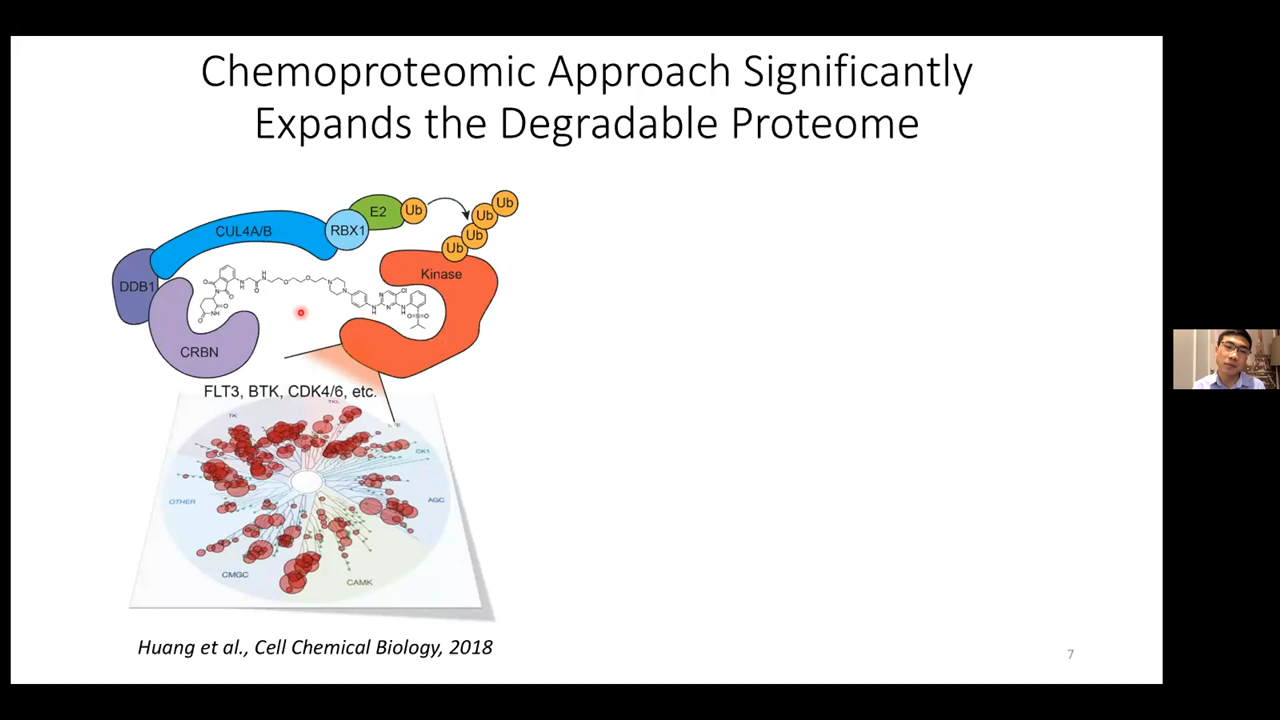 Chemoproteomic Approach Significantly
Expands the Degradable Proteome
E2
Ub
Ub
Ub
Ub
Ub
CUL4A/B
RBX1
DDB1
Kinase
CRBN
FLT3, BTK, CDK4/6, etc.
TKL
TK
CK1
OTHER
AGC
CMGC
CAMK
Huang et al., Cell Chemical Biology, 2018
7